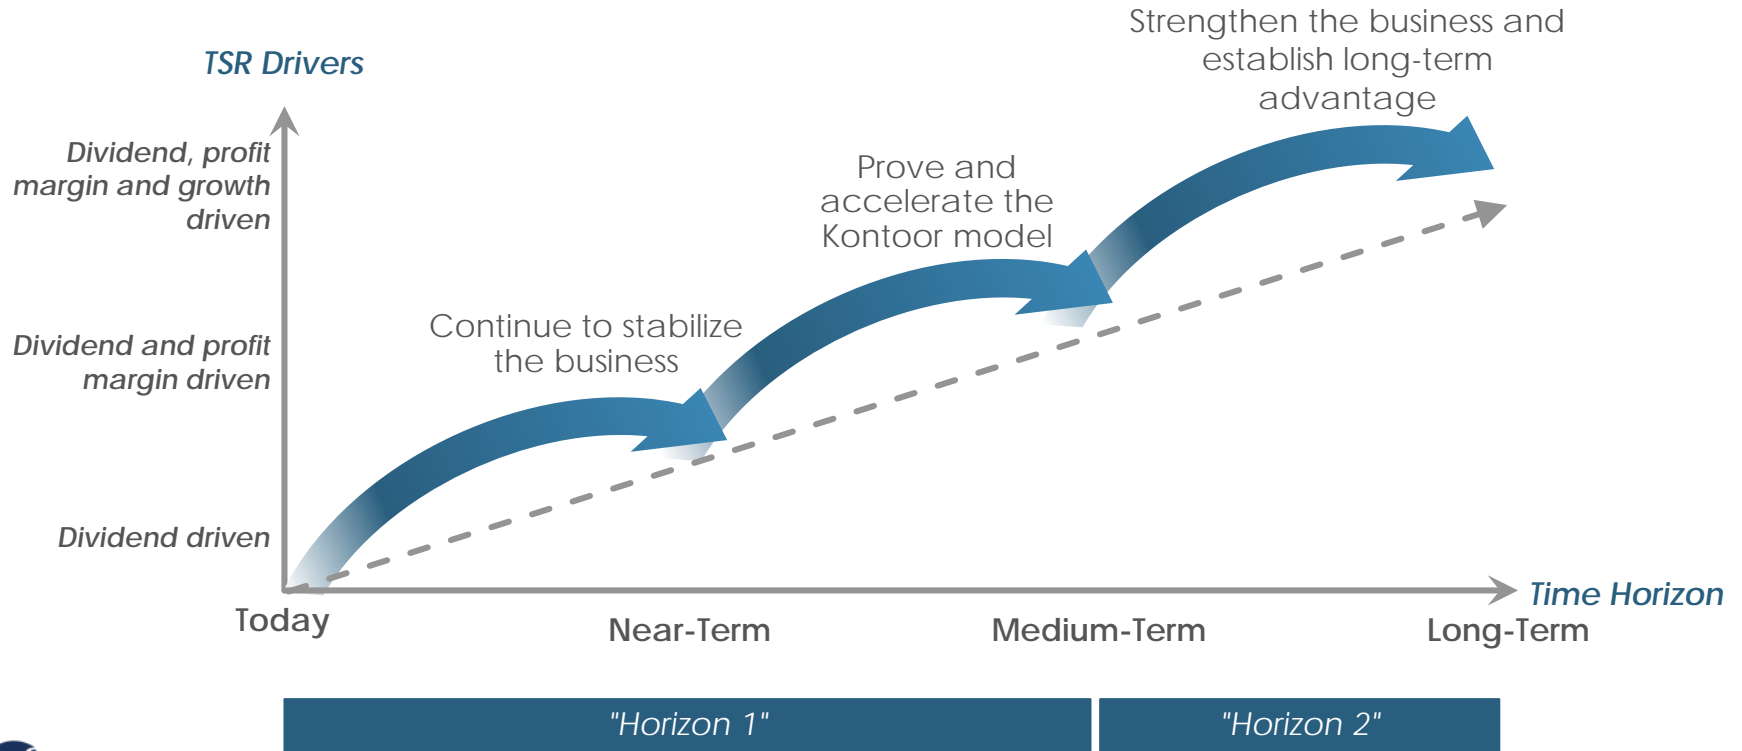 Strengthen the business and
establish long-term
advantage
TSR Drivers
Dividend, profit
margin and growth
driven
Prove and
accelerate the
Kontoor model
Continue to stabilize
the business
Dividend and profit
margin driven
Dividend driven
Time Horizon
Today
Near-Term
Medium-Term
Long-Term
"Horizon 1"
"Horizon 2"